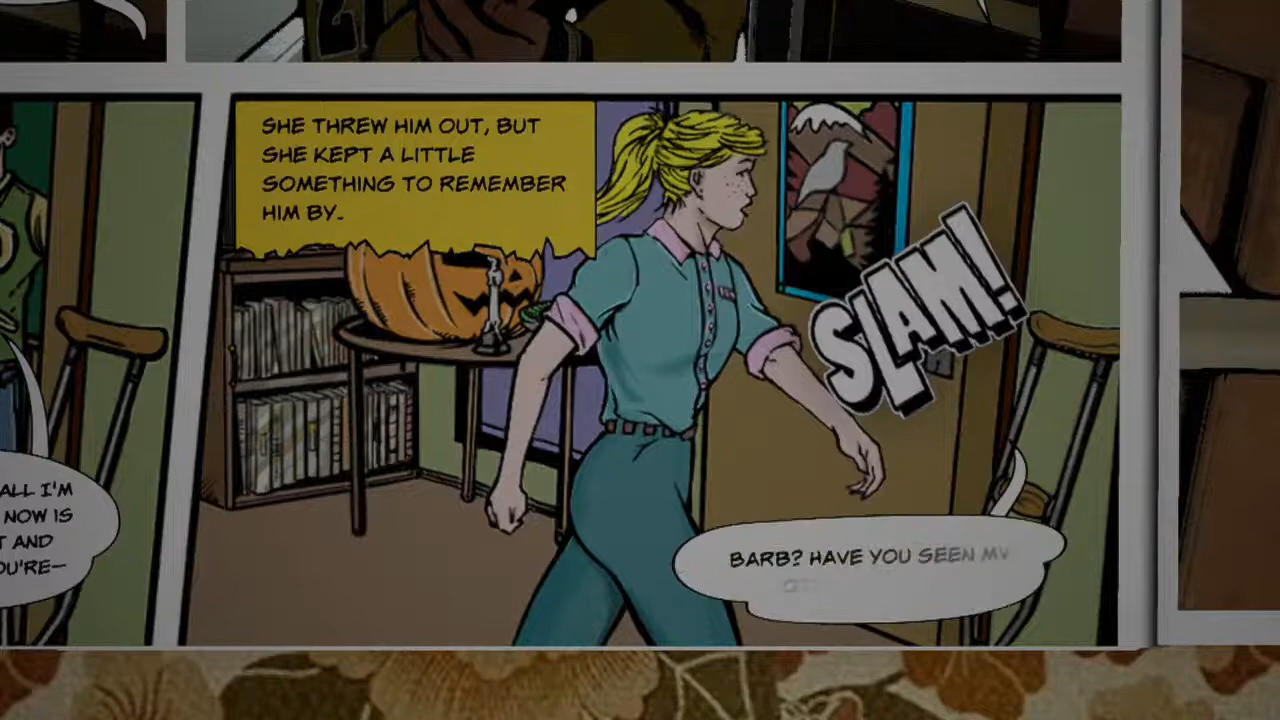 SHE THREW HIM OUT, BUT
SHE KEPT A LITTLE
SOMETHING TO REMEMBER
HIM BY.
SLAM!
ALL I'M
NOW IS
T AND
OU'RE—
BARB? HAVE YOU SEEN MY